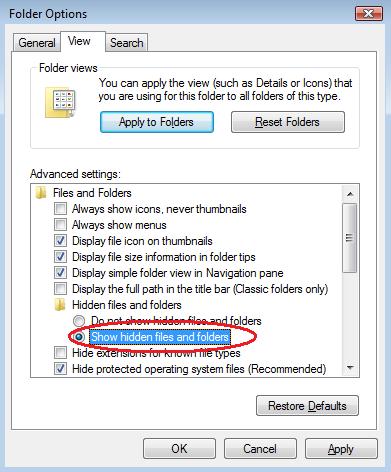 Folder Options
General
View
Search
Folder views
You can apply the view (such as Details or Icons) that
you are using for this folder to all folders of this type.
Apply to Folders
Reset Folders
Advanced settings:
Files and Folders
Always show icons, never thumbnails
Always show menus
Display file icon on thumbnails
Display file size information in folder tips
Display simple folder view in Navigation pane
Display the full path in the title bar (Classic folders only)
Hidden files and folders
Do not show hidden files and folders
Show hidden files and folders
Hide extensions for known file types
Hide protected operating system files (Recommended)
Restore Defaults
OK
Cancel
Apply